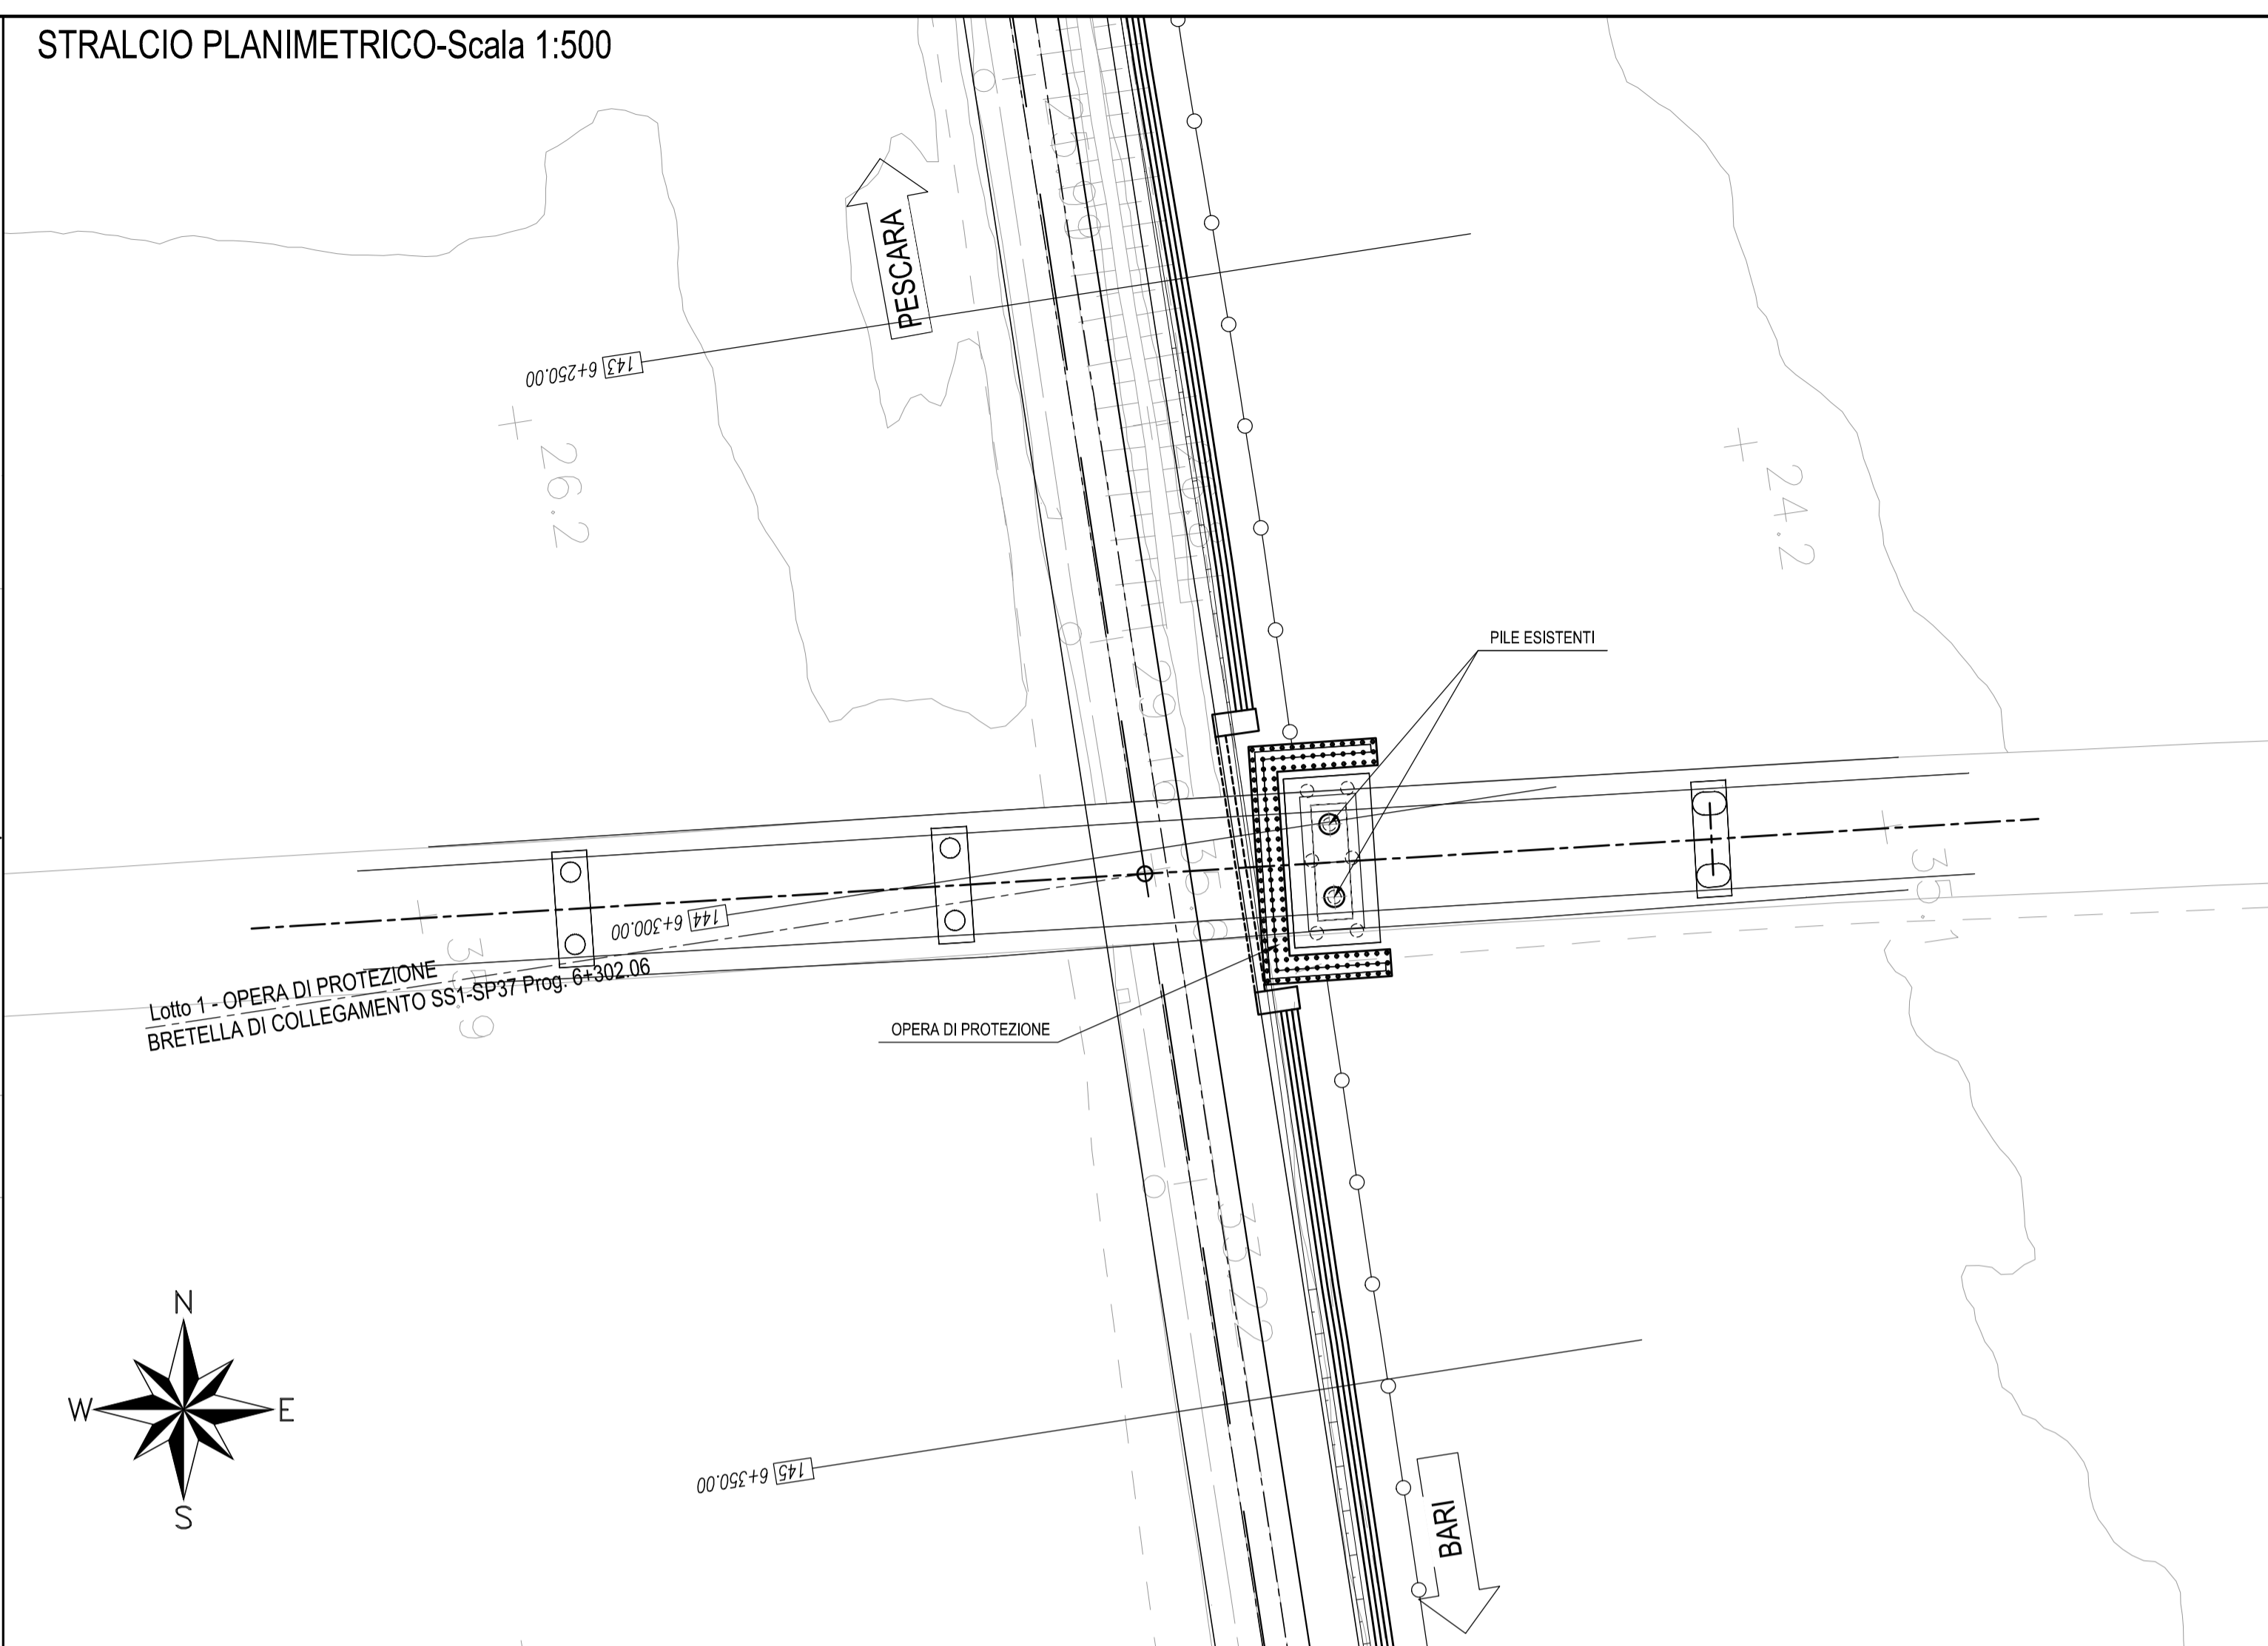 STRALCIO PLANIMETRICO-Scala 1:500
PESCARA
143 6+250.00
26.2
24.2
PILE ESISTENTI
29.18
144 6+300.00
Lotto 1 - OPERA DI PROTEZIONE
BRETELLA DI COLLEGAMENTO SS1-SP37 Prog. 6+302.06
OPERA DI PROTEZIONE
N
W
E
S
145 6+350.00
BARI